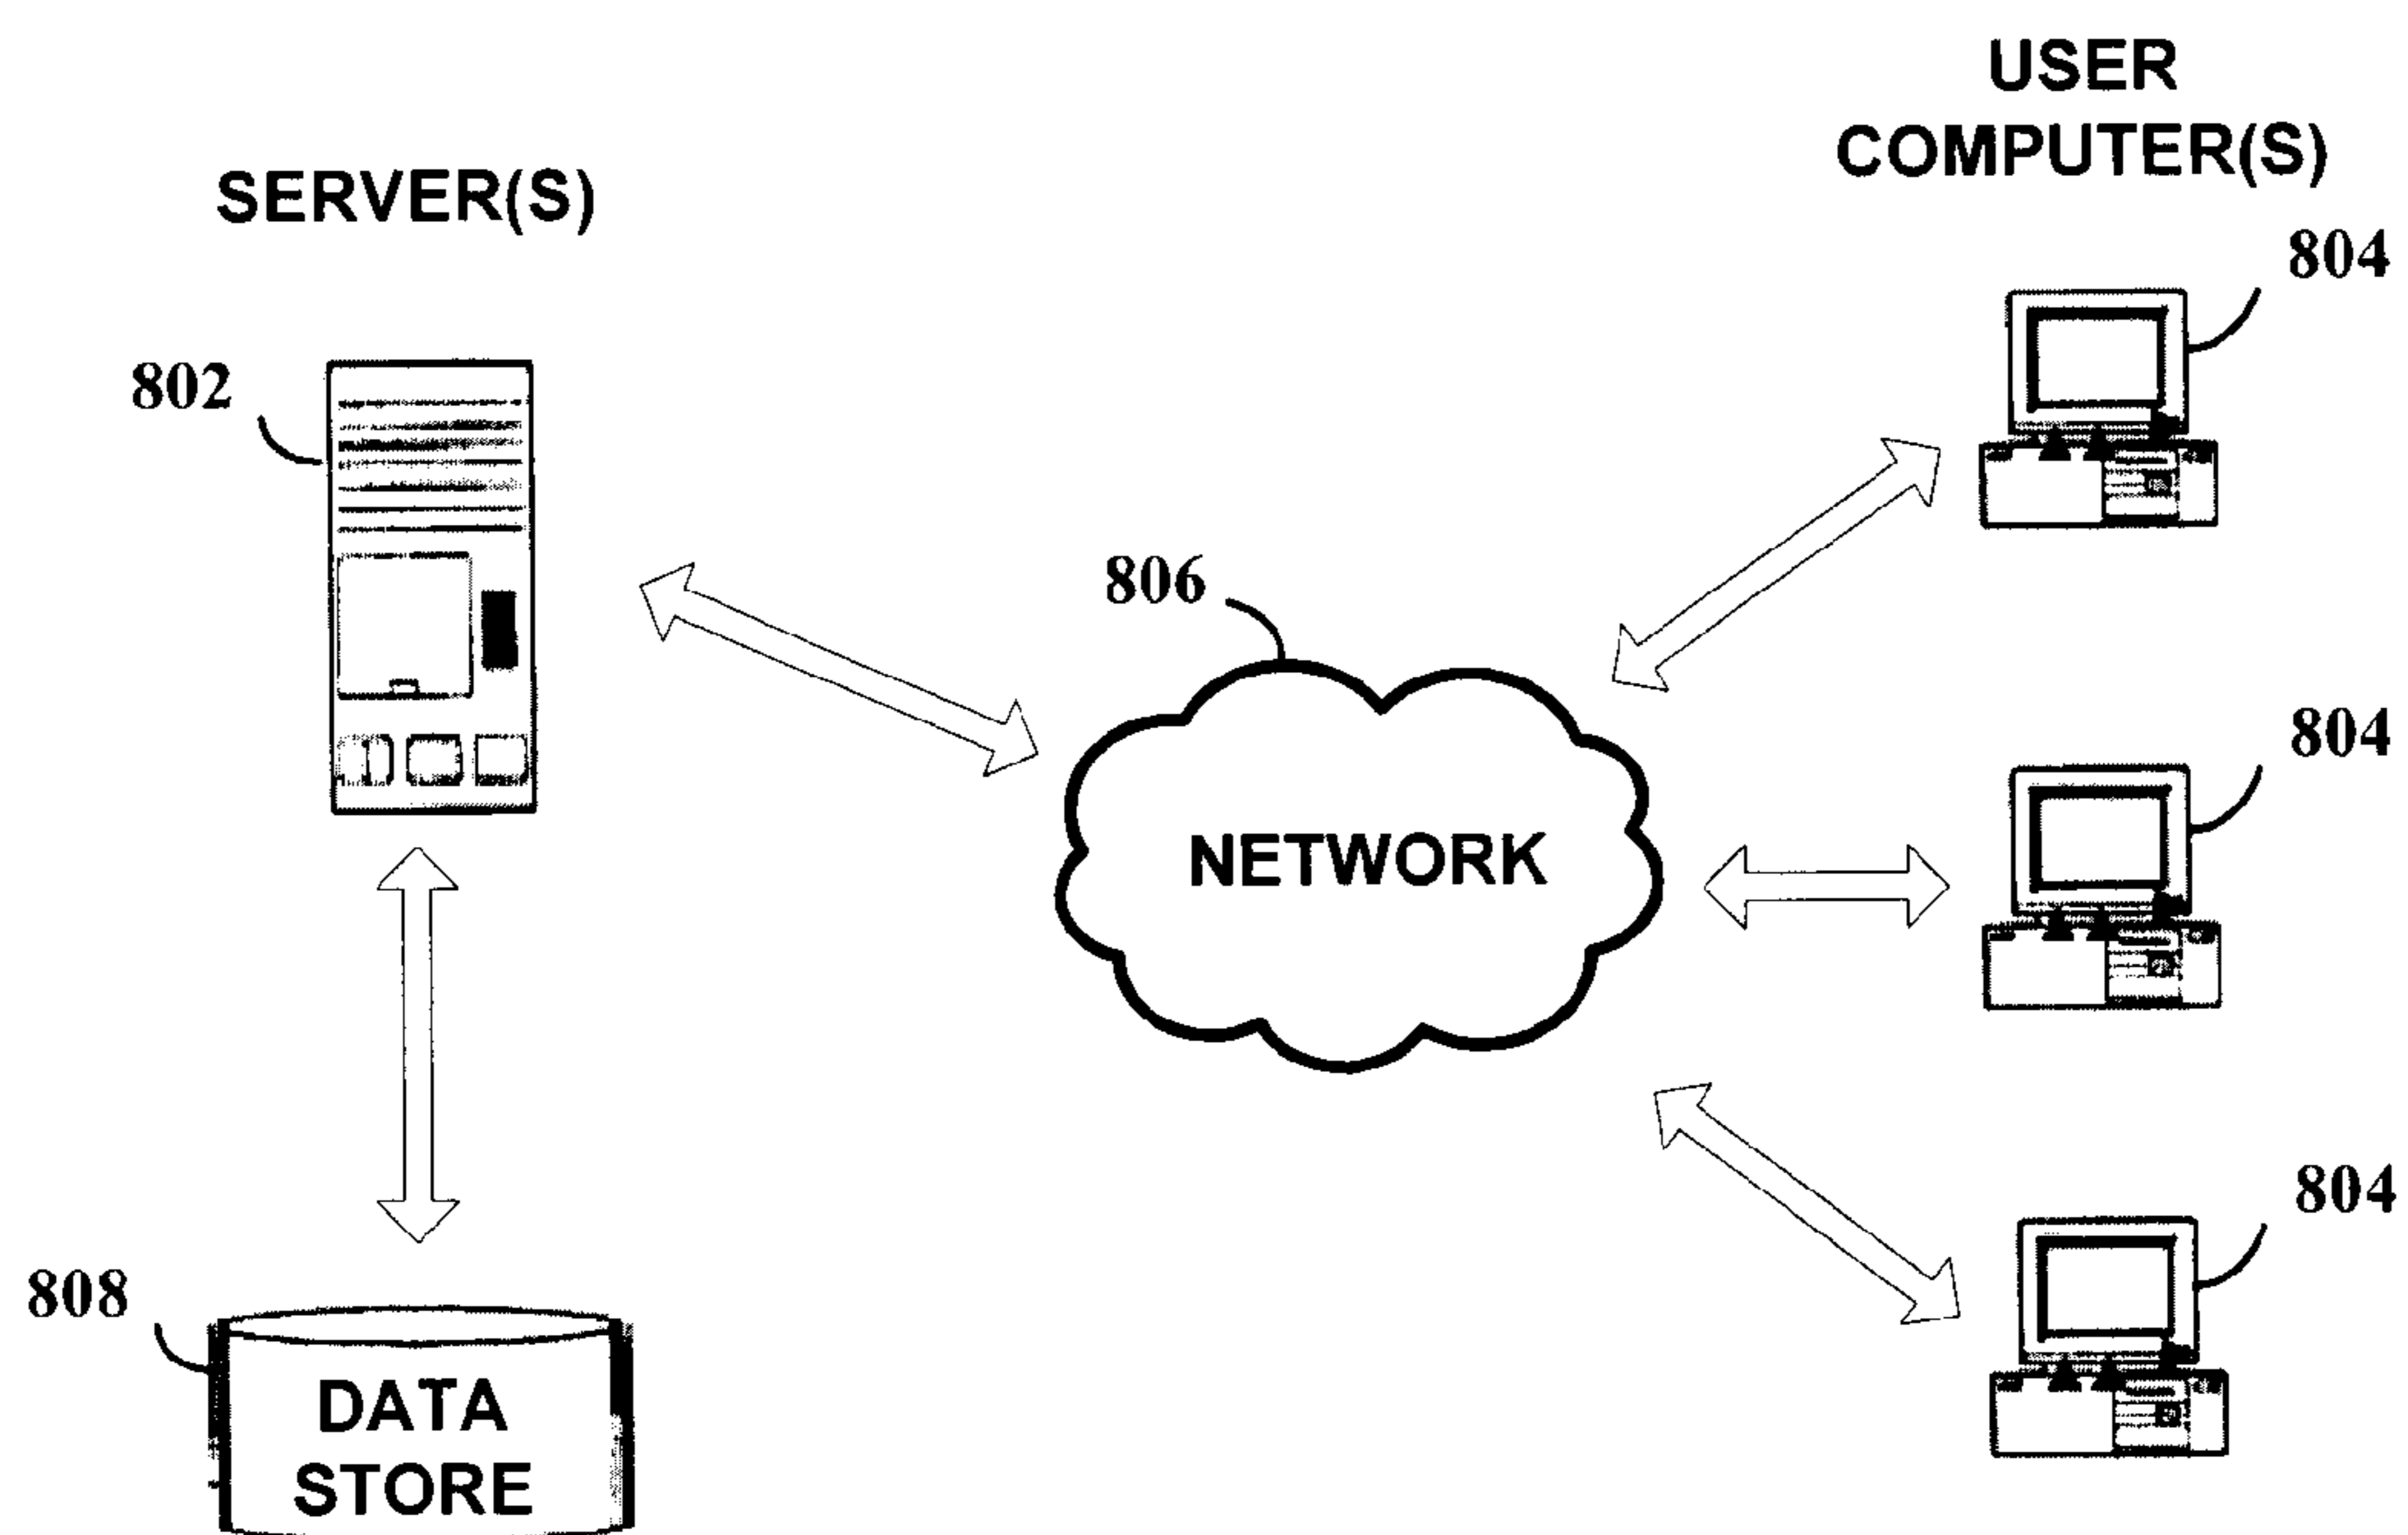 USER
COMPUTER(S)
SERVER(S)
804
802
806
804
NETWORK
804
808
DATA
STORE